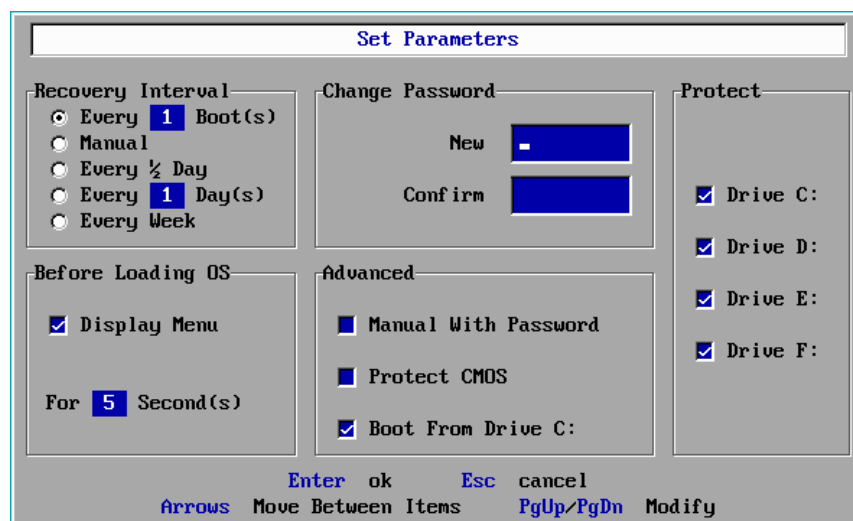 Set Parameters
Recovery Interval
Every 1 Boot(s)
Manual
Every ½ Day
Every 1 Day(s)
Every Week
Change Password
New
Confirm
Protect
Drive C:
Drive D:
Drive E:
Drive F:
Before Loading OS
Display Menu
For 5 Second(s)
Advanced
Manual With Password
Protect CMOS
Boot From Drive C:
Enter ok Esc cancel
Arrows Move Between Items PgUp/PgDn Modify